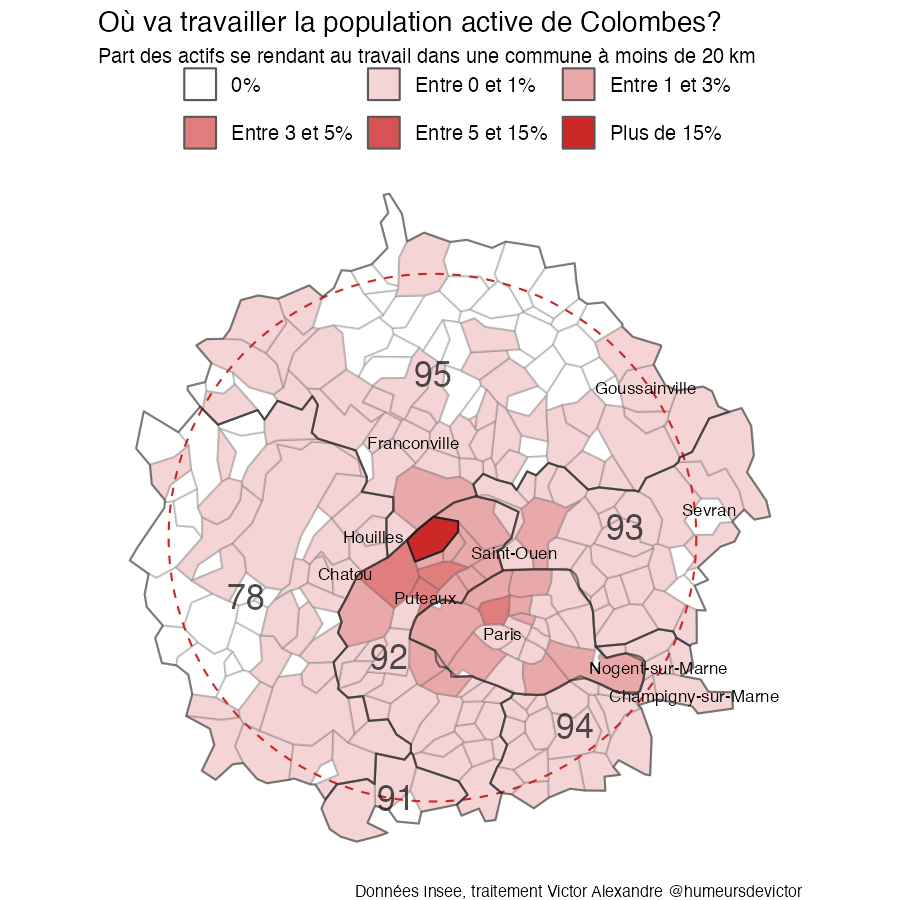 Où va travailler la population active de Colombes?
Part des actifs se rendant au travail dans une commune à moins de 20 km
0% Entre 0 et 1% Entre 1 et 3%
Entre 3 et 5% Entre 5 et 15% Plus de 15%
95
Goussainville
Franconville
Sevran
93
Houilles
Saint-Ouen
Chatou
78
Puteaux
Paris
92
Nogent-sur-Marne
Champigny-sur-Marne
94
91
Données Insee, traitement Victor Alexandre @humeursdevictor